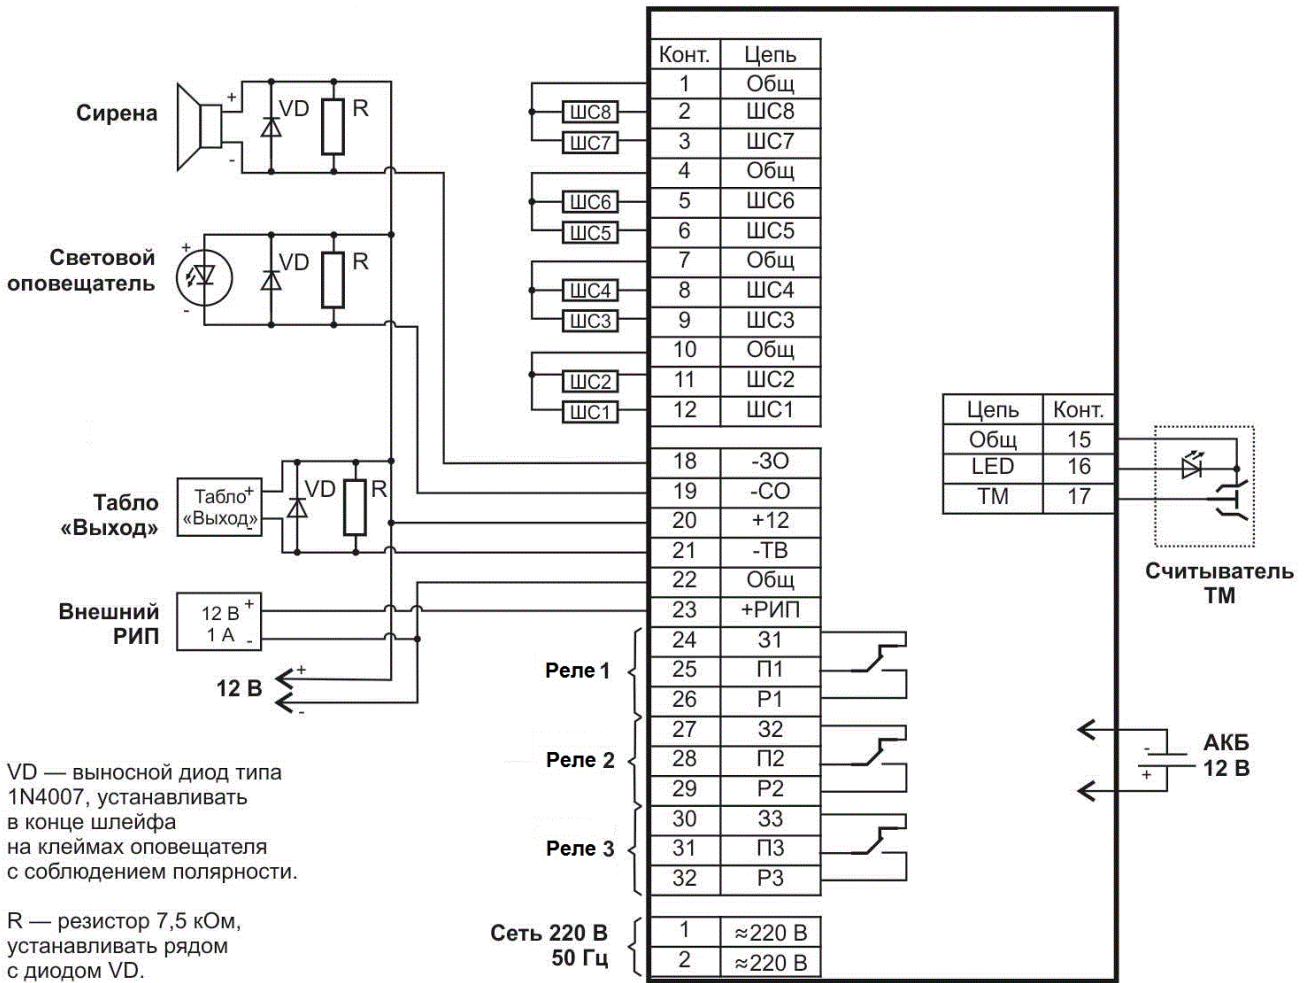 Сирена
+
VD
R
-
Световой
оповещатель
+
VD
R
-
Табло
«Выход»
Табло +
«Выход»
-
VD
R
Внешний
РИП
12 В +
1 А -
12 В
+
-
VD — выносной диод типа
1N4007, устанавливать
в конце шлейфа
на клеймах оповещателя
с соблюдением полярности.
R — резистор 7,5 кОм,
устанавливать рядом
с диодом VD.
ШС8
ШС7
ШС6
ШС5
ШС4
ШС3
ШС2
ШС1
Конт. Цепь
1 Общ
2 ШС8
3 ШС7
4 Общ
5 ШС6
6 ШС5
7 Общ
8 ШС4
9 ШС3
10 Общ
11 ШС2
12 ШС1
18 -ЗО
19 -СО
20 +12
21 -ТВ
22 Общ
23 +РИП
24 З1
25 П1
26 Р1
27 З2
28 П2
29 Р2
30 З3
31 П3
32 Р3
Реле 1
Реле 2
Реле 3
Сеть 220 В
50 Гц
1 ≈220 В
2 ≈220 В
Цепь Конт.
Общ 15
LED 16
ТМ 17
Считыватель
ТМ
-
+
АКБ
12 В